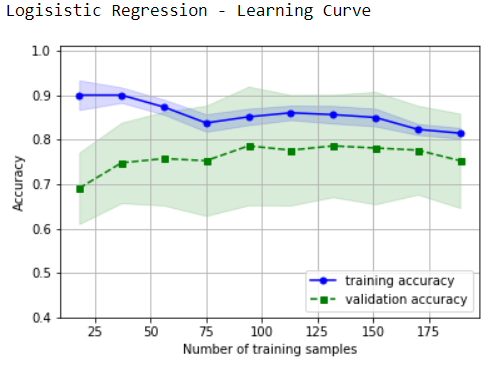 Logisistic Regression - Learning Curve
1.0
0.9
0.8
0.7
0.6
0.5
0.4
Accuracy
25
50
75
100
125
150
175
Number of training samples
training accuracy
validation accuracy